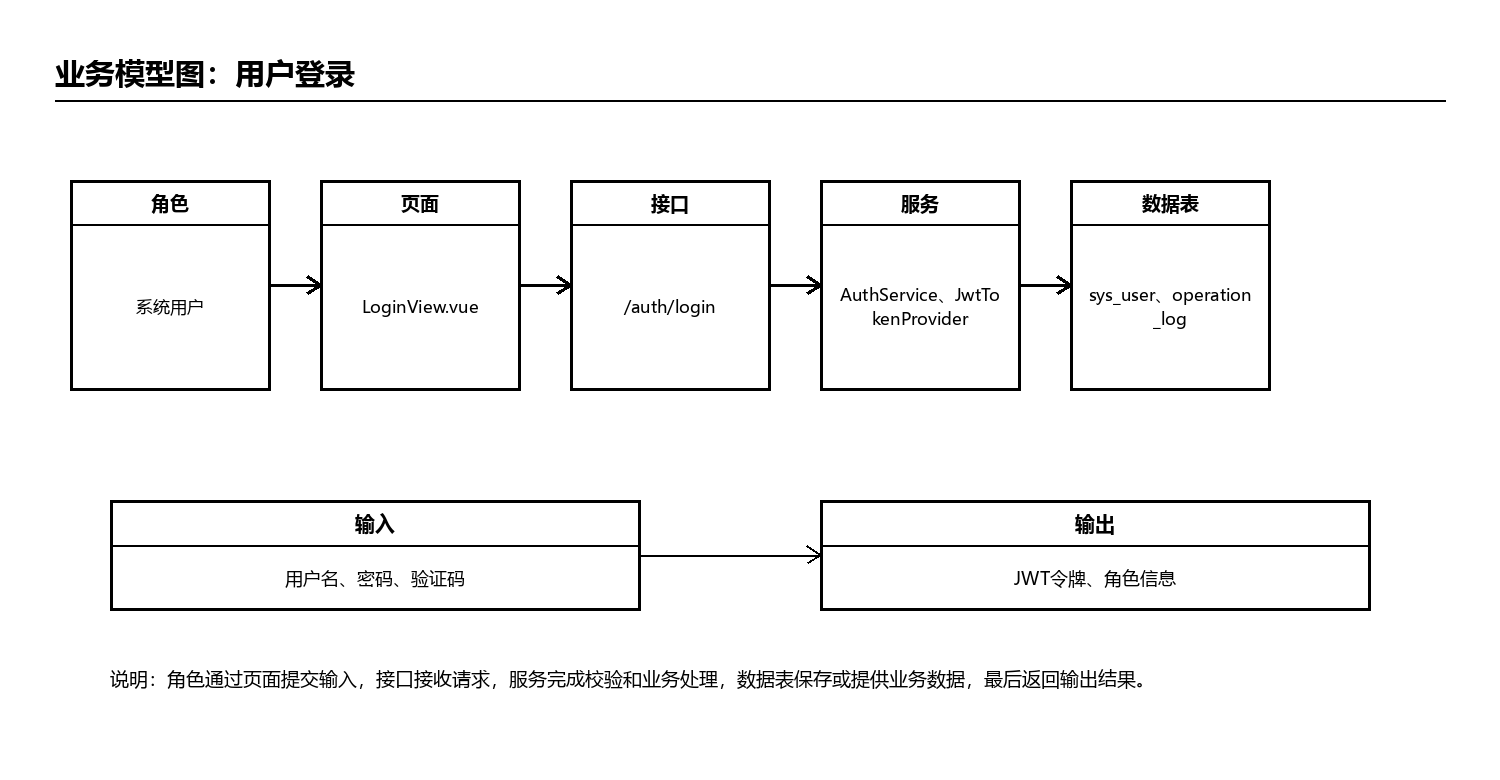 业务模型图：用户登录
角色
系统用户
页面
LoginView.vue
接口
/auth/login
服务
AuthService、JwtTo
kenProvider
数据表
sys_user、operation
_log
输入
用户名、密码、验证码
输出
JWT令牌、角色信息
说明：角色通过页面提交输入，接口接收请求，服务完成校验和业务处理，数据表保存或提供业务数据，最后返回输出结果。